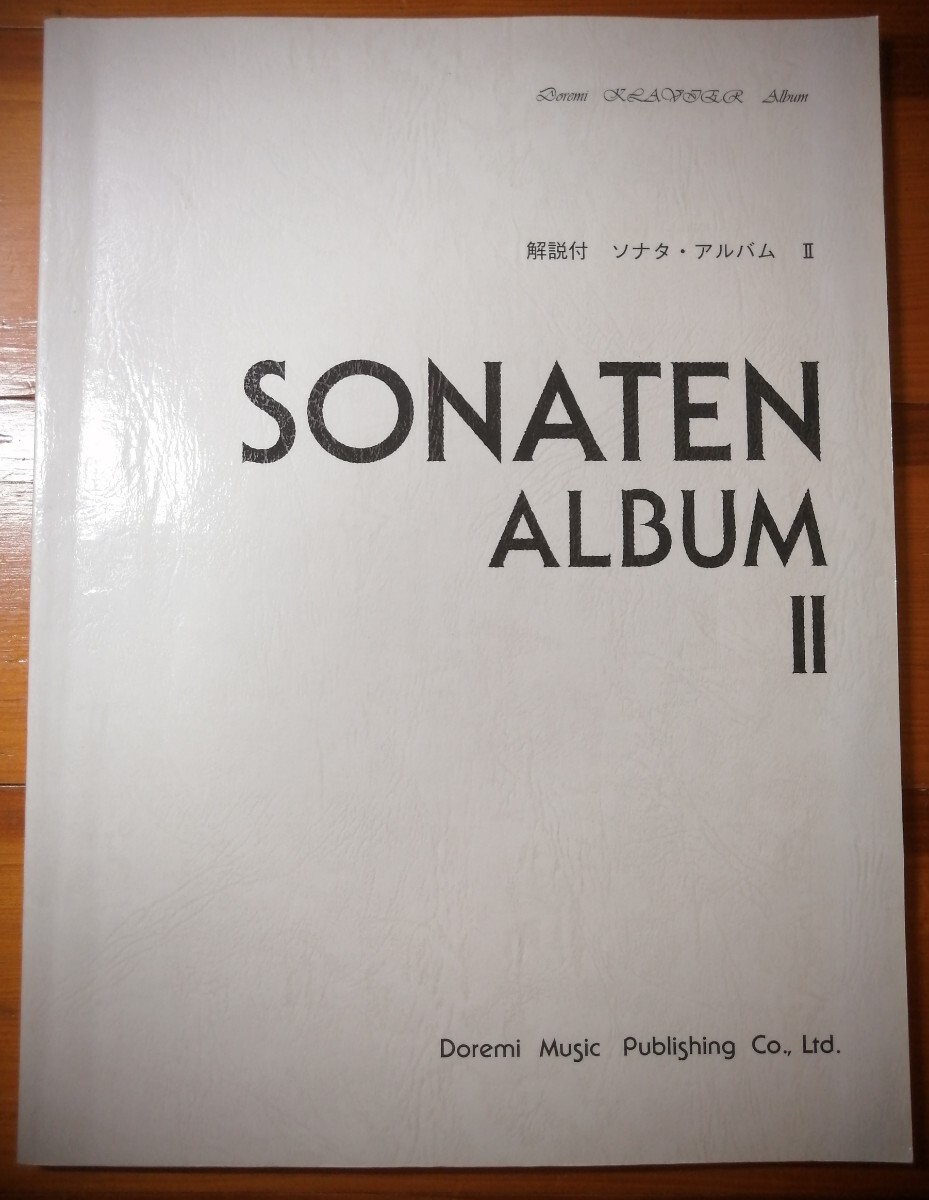 Doremi KLAVIER Album
解説付 ソナタ・アルバム Ⅱ
SONATEN
ALBUM
II
Doremi Music Publishing Co., Ltd.